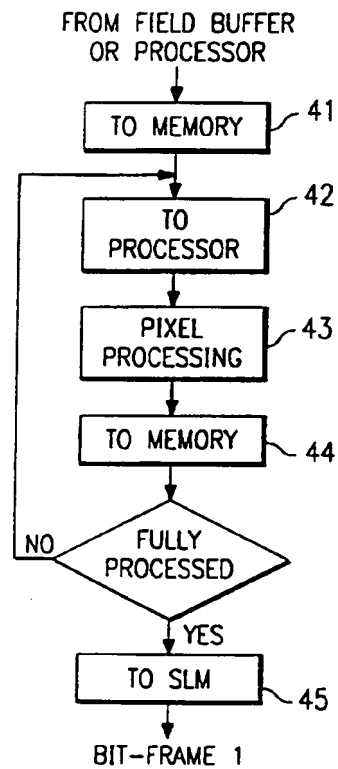 FROM FIELD BUFFER
OR PROCESSOR
TO MEMORY
41
TO
PROCESSOR
42
PIXEL
PROCESSING
43
TO MEMORY
44
FULLY
PROCESSED
NO
YES
TO SLM
45
BIT-FRAME 1